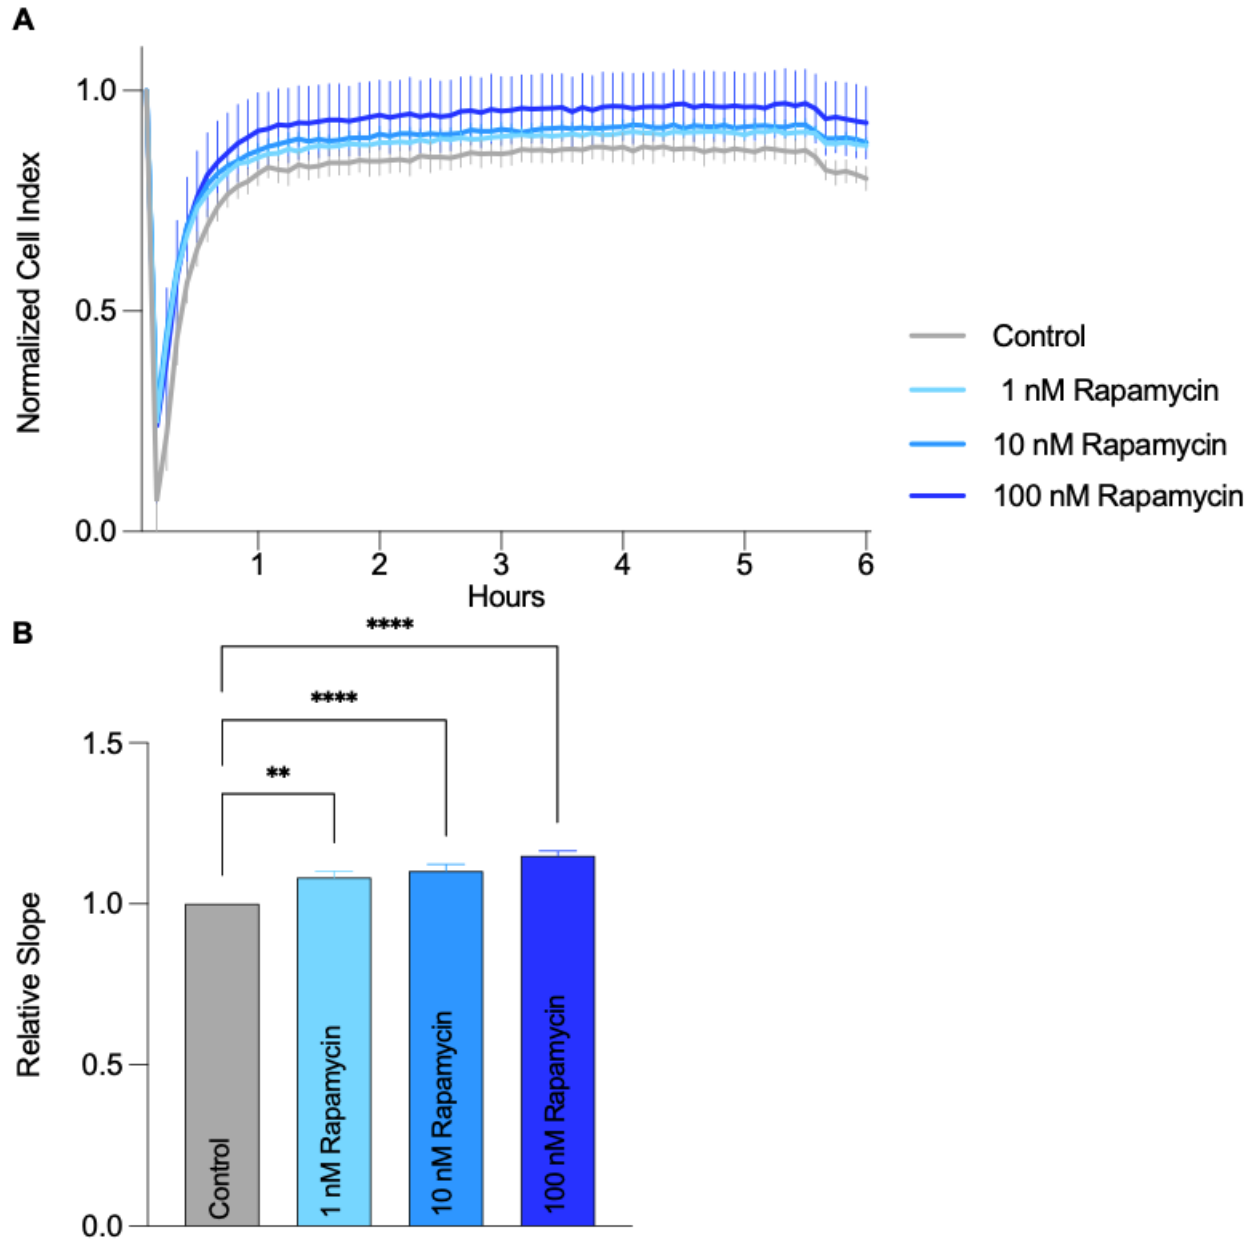 A
Normalized Cell Index
1.0
0.5
0.0
1 2 3 4 5 6
Hours
Control
1 nM Rapamycin
10 nM Rapamycin
100 nM Rapamycin
B
****
****
**
Relative Slope
1.5
1.0
0.5
0.0
Control
1 nM Rapamycin
10 nM Rapamycin
100 nM Rapamycin